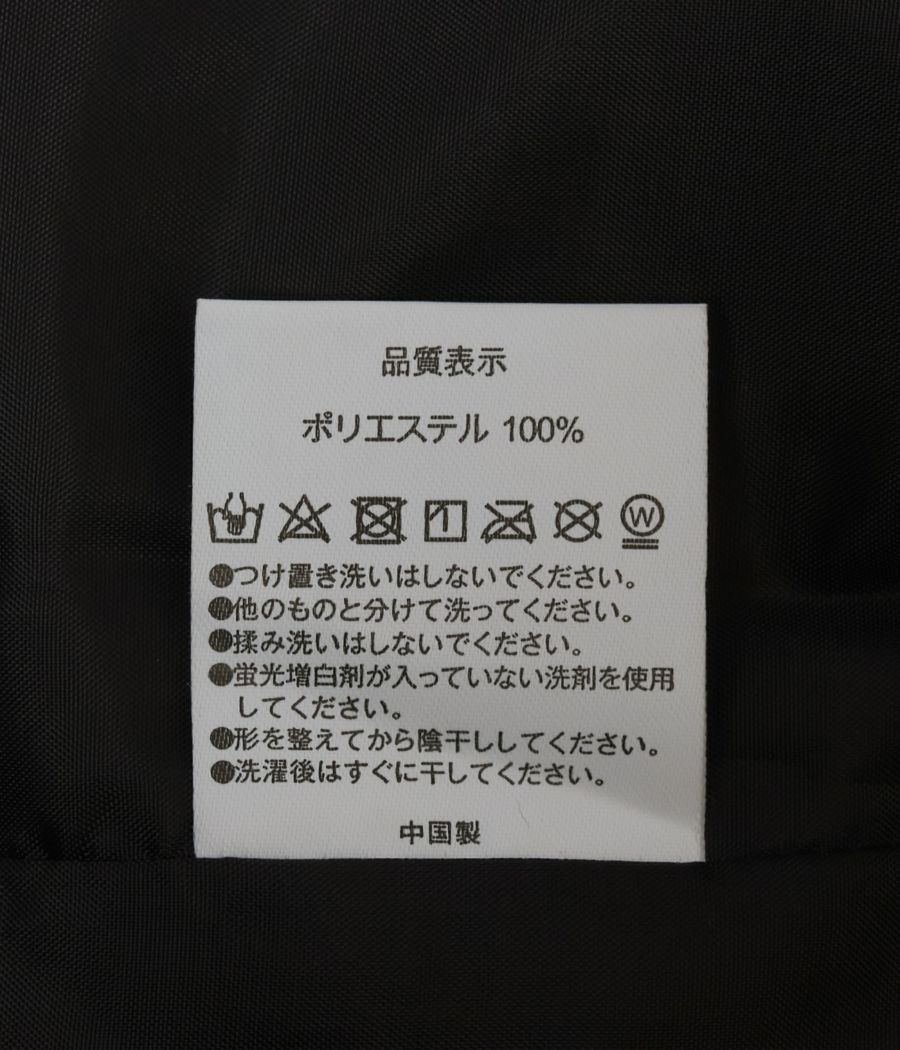 品質表示
ポリエステル 100%
W
●つけ置き洗いはしないでください。
●他のものと分けて洗ってください。
●揉み洗いはしないでください。
●蛍光増白剤が入っていない洗剤を使用
してください。
●形を整えてから陰干ししてください。
●洗濯後はすぐに干してください。
中国製